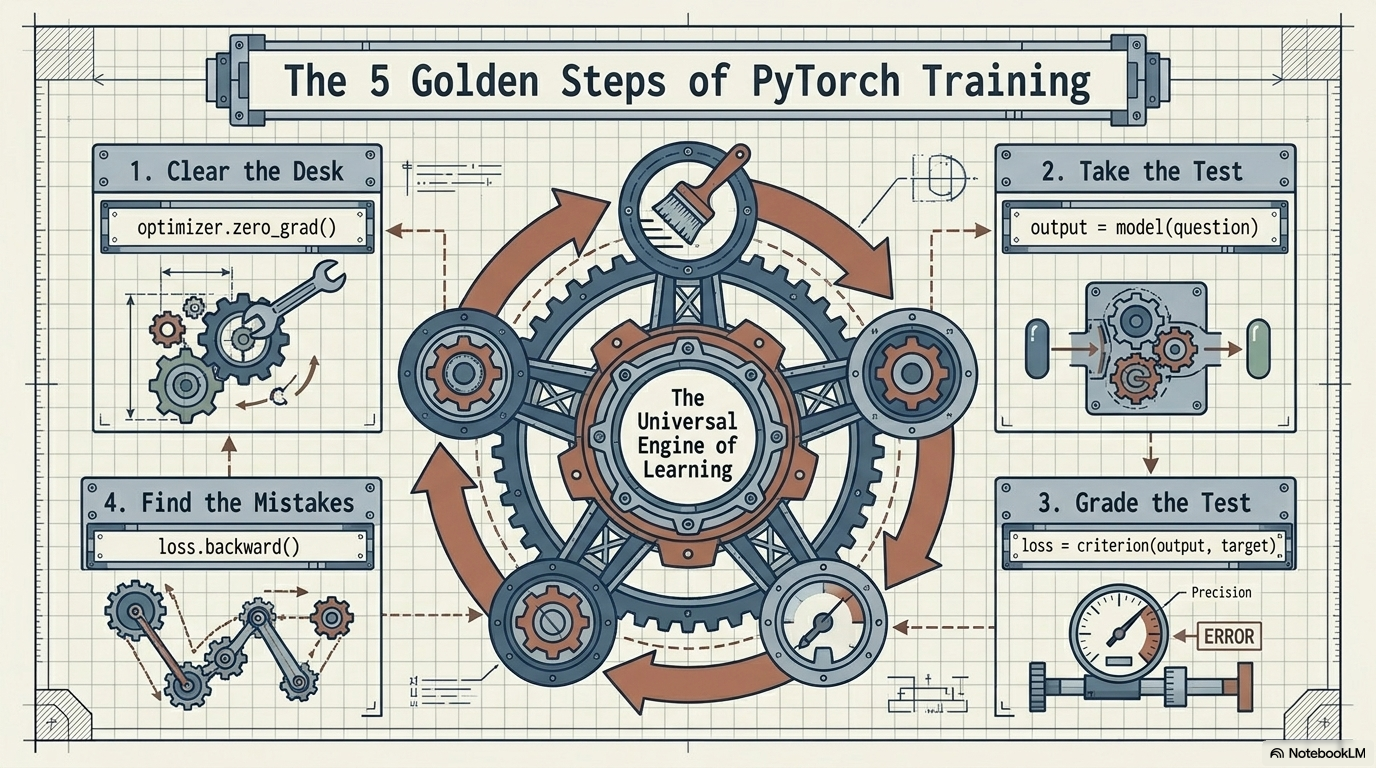 The 5 Golden Steps of PyTorch Training
1. Clear the Desk
optimizer.zero_grad()
2. Take the Test
output = model(question)
The
Universal
Engine of
Learning
4. Find the Mistakes
loss.backward()
3. Grade the Test
loss = criterion(output, target)
Precision
ERROR
NotebookLM